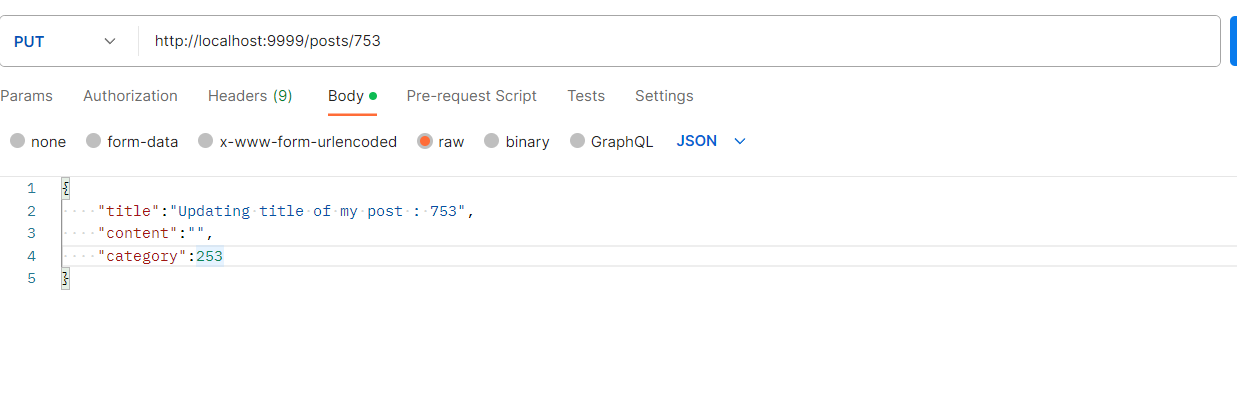 PUT http://localhost:9999/posts/753
Params Authorization Headers (9) Body Pre-request Script Tests Settings
none form-data x-www-form-urlencoded raw binary GraphQL JSON
1 {
2 ····"title":"Updating·title·of·my·post·:·753",
3 ····"content":"",
4 ····"category":253
5 }